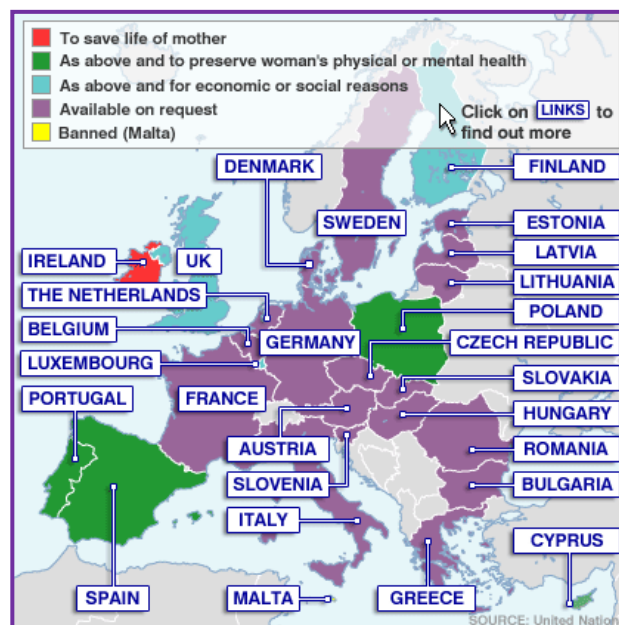 To save life of mother
As above and to preserve woman's physical or mental health
As above and for economic or social reasons
Available on request
Banned (Malta)
Click on LINKS to
find out more
DENMARK
FINLAND
SWEDEN
ESTONIA
IRELAND
UK
LATVIA
LITHUANIA
THE NETHERLANDS
POLAND
BELGIUM
GERMANY
CZECH REPUBLIC
LUXEMBOURG
SLOVAKIA
PORTUGAL
FRANCE
HUNGARY
AUSTRIA
ROMANIA
SLOVENIA
BULGARIA
ITALY
CYPRUS
SPAIN
MALTA
GREECE
SOURCE: United Nation